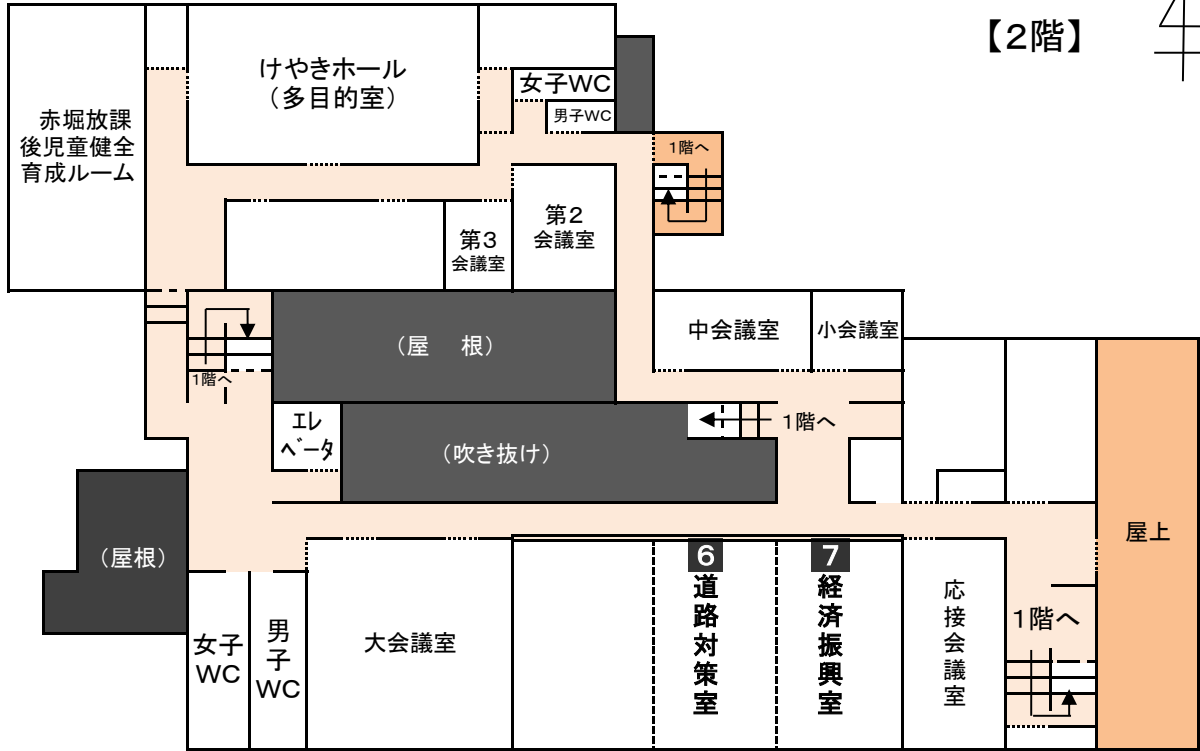 【2階】
けやきホール
（多目的室）
女子WC
男子WC
赤堀放課
後児童健全
育成ルーム
1階へ
第2
会議室
第3
会議室
中会議室
小会議室
（屋　根）
1階へ
エレ
ベータ
（吹き抜け）
1階へ
（屋根）
屋上
6
道路対策室
7
経済振興室
応接会議室
1階へ
大会議室
女子
WC
男子
WC